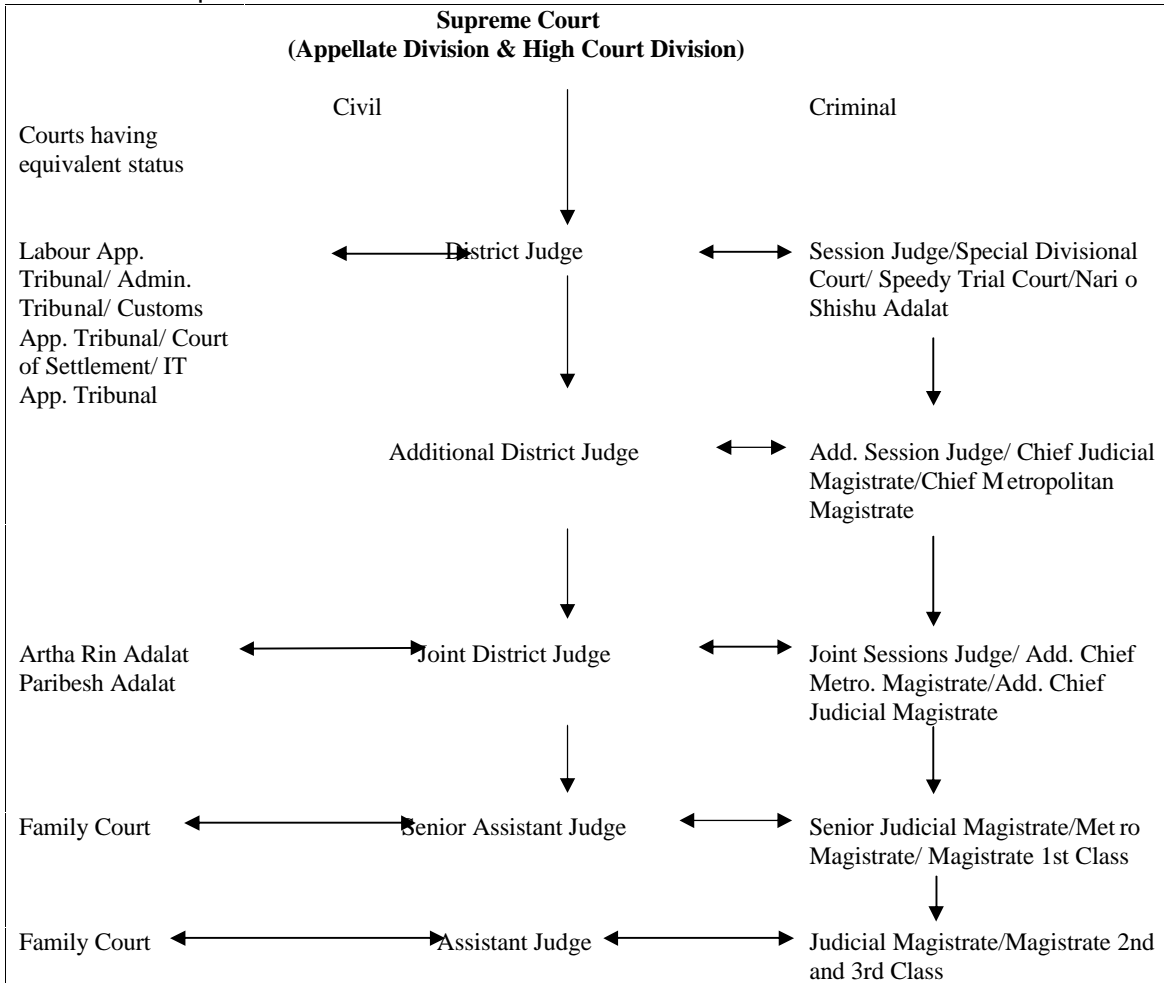 Supreme Court
(Appellate Division & High Court Division)
Civil
Criminal
Courts having
equivalent status
Labour App.
Tribunal/ Admin.
Tribunal/ Customs
App. Tribunal/ Court
of Settlement/ IT
App. Tribunal
District Judge
Session Judge/Special Divisional
Court/ Speedy Trial Court/Nari o
Shishu Adalat
Additional District Judge
Add. Session Judge/ Chief Judicial
Magistrate/Chief Metropolitan
Magistrate
Artha Rin Adalat
Paribesh Adalat
Joint District Judge
Joint Sessions Judge/ Add. Chief
Metro. Magistrate/Add. Chief
Judicial Magistrate
Family Court
Senior Assistant Judge
Senior Judicial Magistrate/Metro
Magistrate/ Magistrate 1st Class
Family Court
Assistant Judge
Judicial Magistrate/Magistrate 2nd
and 3rd Class